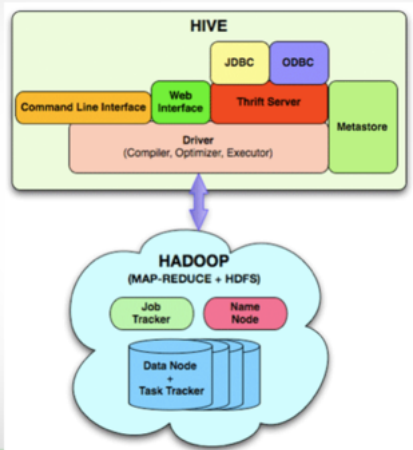 HIVE
JDBC
ODBC
Command Line Interface
Web
Interface
Thrift Server
Metastore
Driver
(Compiler, Optimizer, Executor)
HADOOP
(MAP-REDUCE + HDFS)
Job
Tracker
Name
Node
Data Node
+
Task Tracker